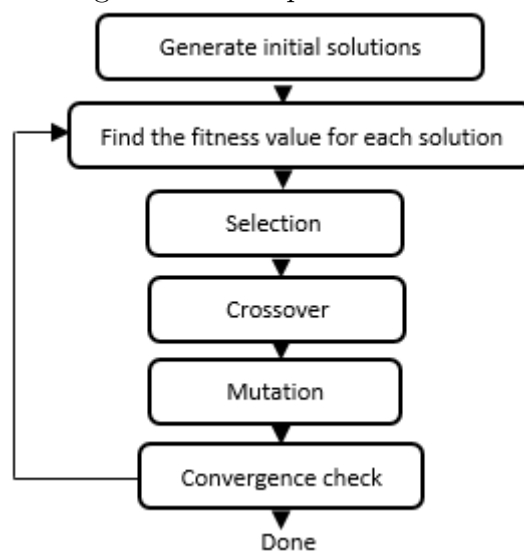 Generate initial solutions
Find the fitness value for each solution
Selection
Crossover
Mutation
Convergence check
Done